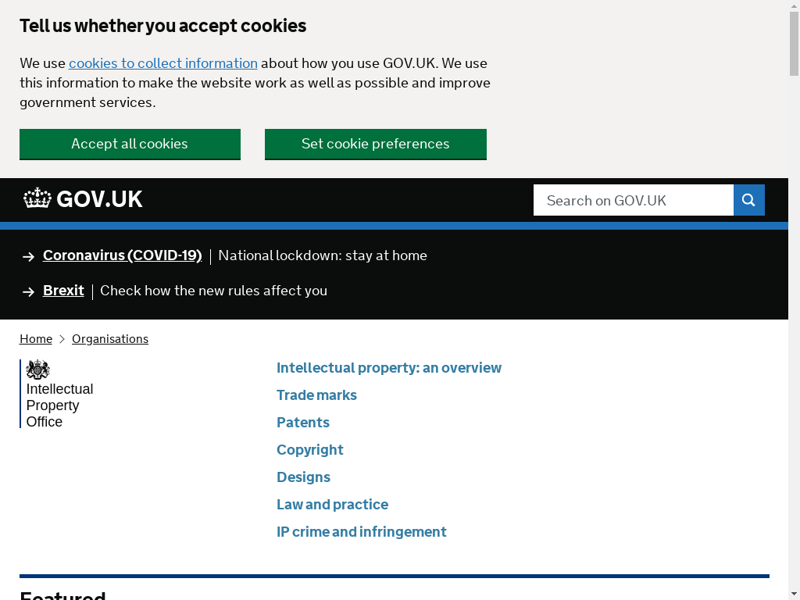 Tell us whether you accept cookies
We use cookies to collect information about how you use GOV.UK. We use
this information to make the website work as well as possible and improve
government services.
Accept all cookies
Set cookie preferences
GOV.UK
Search on GOV.UK
Coronavirus (COVID-19) National lockdown: stay at home
Brexit Check how the new rules affect you
Home Organisations
Intellectual
Property
Office
Intellectual property: an overview
Trade marks
Patents
Copyright
Designs
Law and practice
IP crime and infringement
Featured